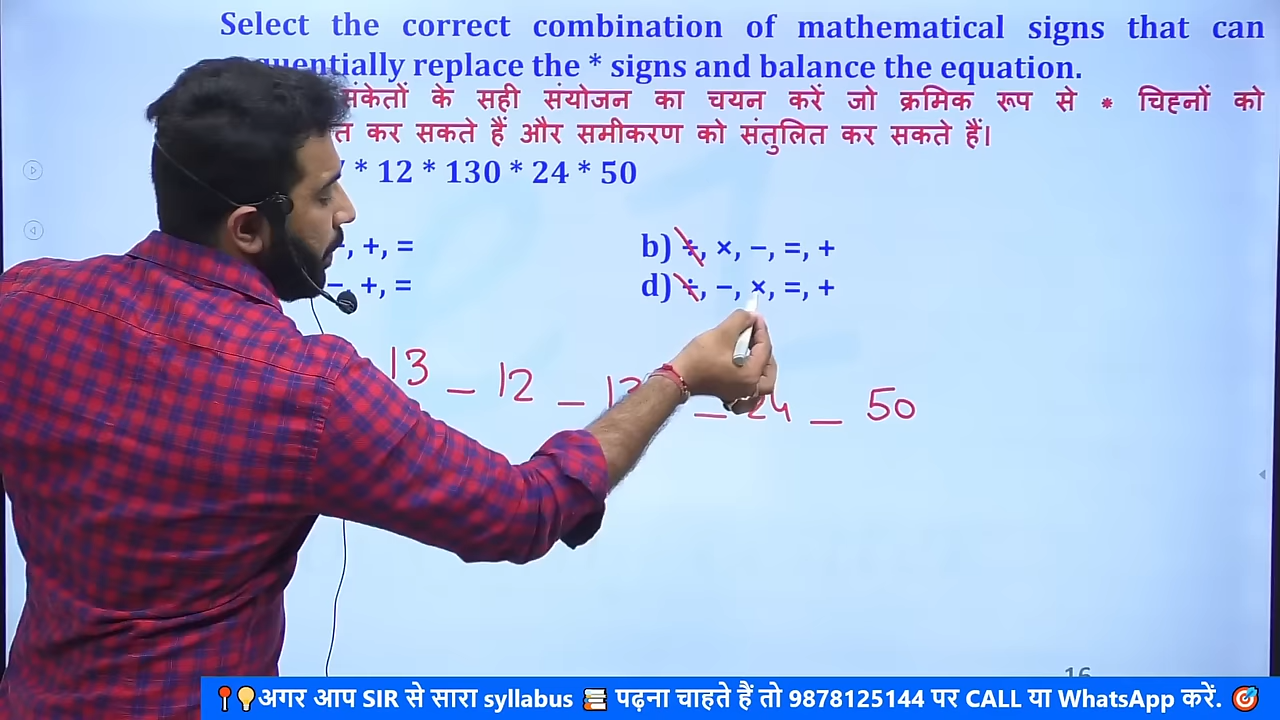 Select the correct combination of mathematical signs that can
replace the * signs and balance the equation.
संकेतों के सही संयोजन का चयन करें जो क्रमिक रूप से * चिह्नों को
कर सकते हैं और समीकरण को संतुलित कर सकते हैं।
* 12 * 130 * 24 * 50
, +, =
b) ÷, ×, −, =, +
−, +, =
d) ÷, −, ×, =, +
13 _ 12 _ _ 24 _ 50
16
अगर आप SIR से सारा syllabus पढ़ना चाहते हैं तो 9878125144 पर CALL या WhatsApp करें.